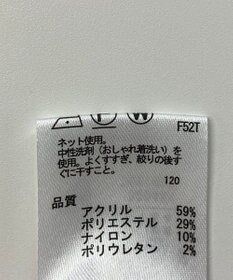 F52T
ネット使用。
中性洗剤（おしゃれ着洗い）を
使用。よくすすぎ、絞りの後す
ぐに干すこと。
120
品質
アクリル 59%
ポリエステル 29%
ナイロン 10%
ポリウレタン 2%